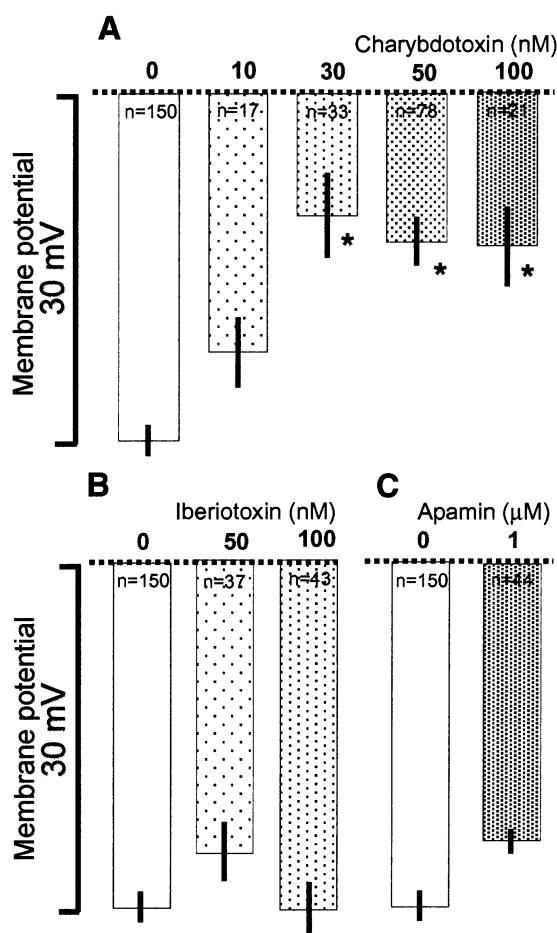 A
Charybdotoxin (nM)
0 10 30 50 100
n=150 n=17 n=33 n=78 n=21
Membrane potential
30 mV
* * *
B
Iberiotoxin (nM)
0 50 100
n=150 n=37 n=43
Membrane potential
30 mV
C
Apamin (μM)
0 1
n=150 n=44